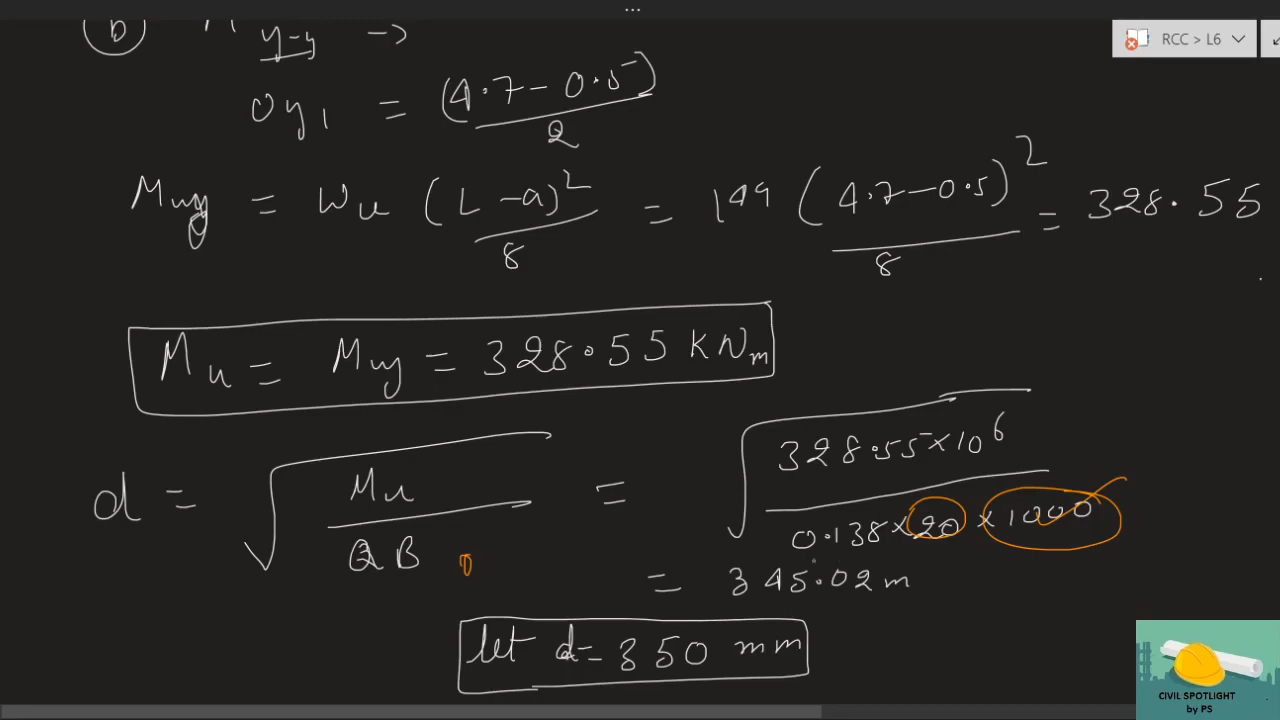 ...
RCC > L6
(b) M y-y →
oy1 = (4.7-0.5)/2
Muy = Wu (L-a)²/8 = 149 (4.7-0.5)²/8 = 328.55
Mu = Muy = 328.55 kNm
d = √(Mu/QB) = √(328.55×10⁶/0.138×20×1000)
= 345.02m
let d= 350 mm
CIVIL SPOTLIGHT
by PS